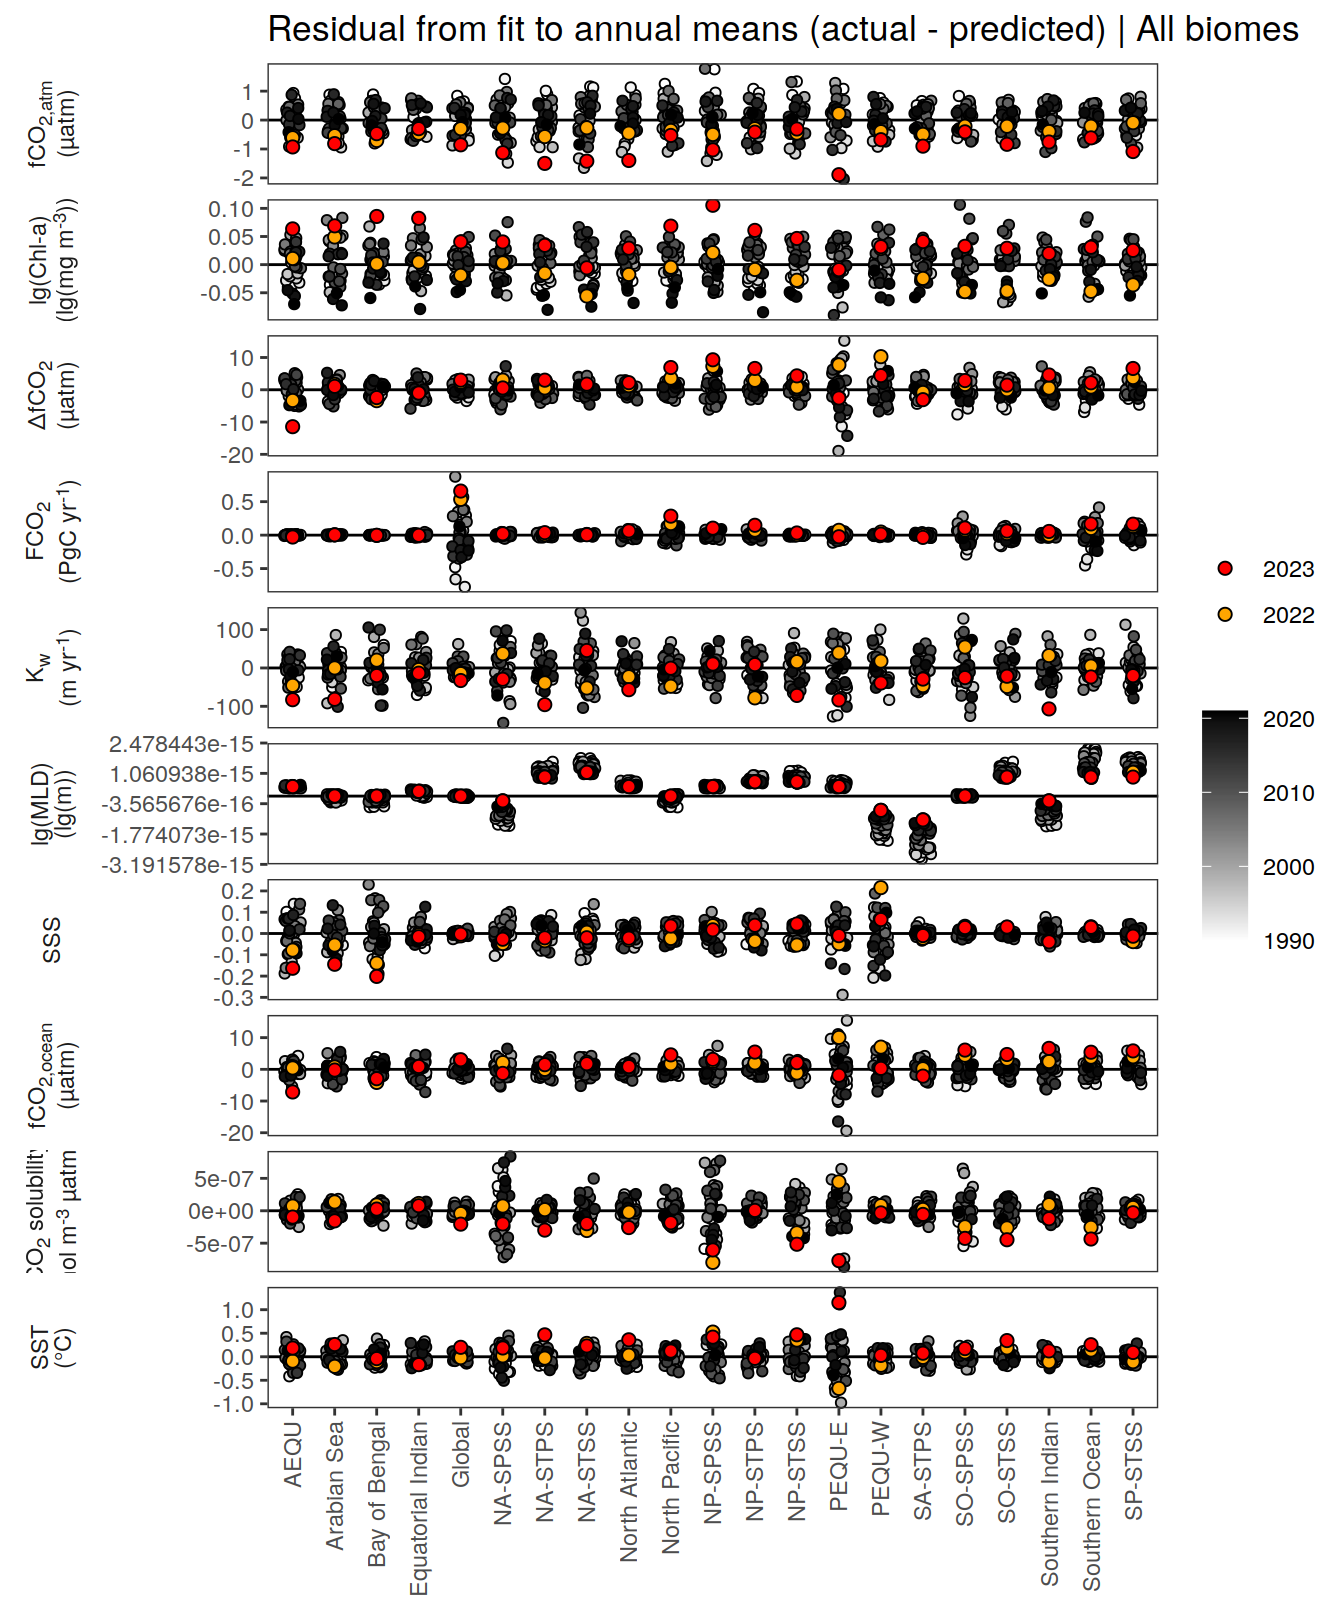 Residual from fit to annual means (actual - predicted) | All biomes
fCO2,atm
(µatm)
1
0
-1
-2
lg(Chl-a)
(lg(mg m-3))
0.10
0.05
0.00
-0.05
ΔfCO2
(µatm)
10
0
-10
-20
FCO2
(PgC yr-1)
0.5
0.0
-0.5
Kw
(m yr-1)
100
0
-100
lg(MLD)
(lg(m))
2.478443e-15
1.060938e-15
-3.565676e-16
-1.774073e-15
-3.191578e-15
SSS
0.2
0.1
0.0
-0.1
-0.2
-0.3
fCO2,ocean
(µatm)
10
0
-10
-20
CO2 solubility
ol m-3 µatm
5e-07
0e+00
-5e-07
SST
(°C)
1.0
0.5
0.0
-0.5
-1.0
AEQU
Arabian Sea
Bay of Bengal
Equatorial Indian
Global
NA-SPSS
NA-STPS
NA-STSS
North Atlantic
North Pacific
NP-SPSS
NP-STPS
NP-STSS
PEQU-E
PEQU-W
SA-STPS
SO-SPSS
SO-STSS
Southern Indian
Southern Ocean
SP-STSS
2023
2022
2020
2010
2000
1990